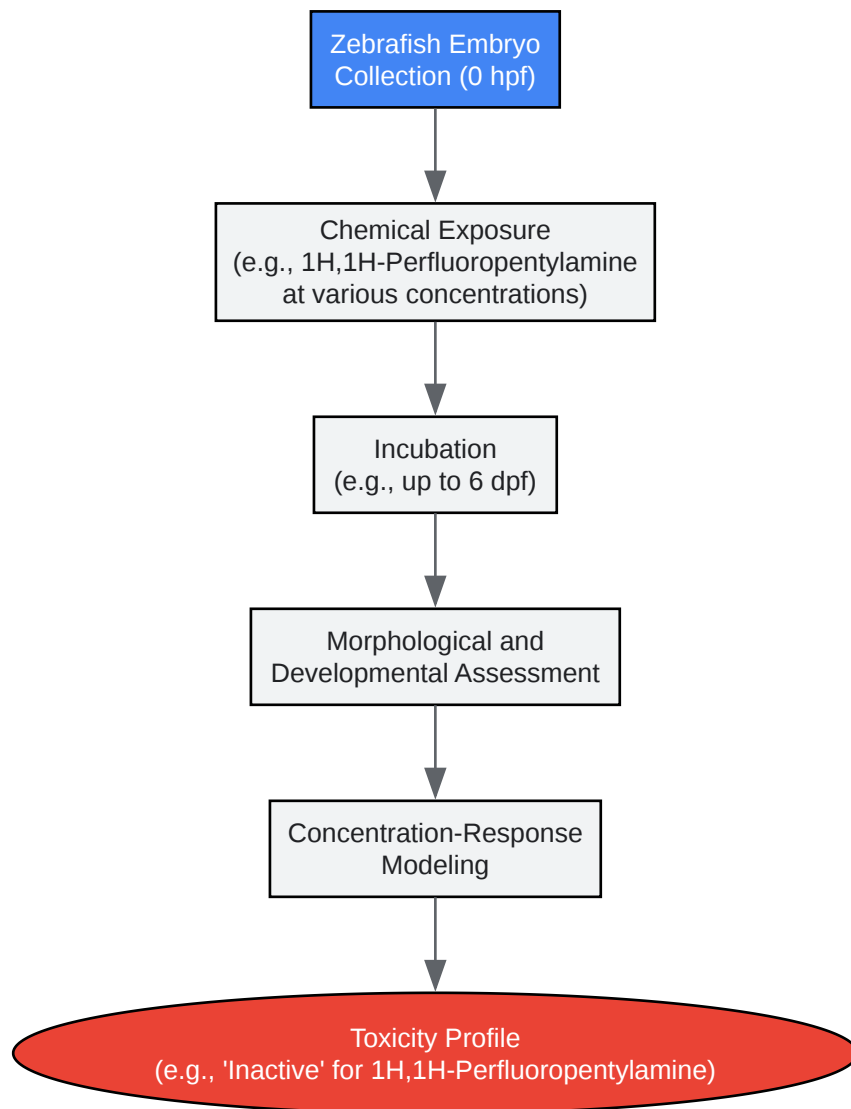 Zebrafish Embryo
Collection (0 hpf)
Chemical Exposure
(e.g., 1H,1H-Perfluoropentylamine
at various concentrations)
Incubation
(e.g., up to 6 dpf)
Morphological and
Developmental Assessment
Concentration-Response
Modeling
Toxicity Profile
(e.g., 'Inactive' for 1H,1H-Perfluoropentylamine)